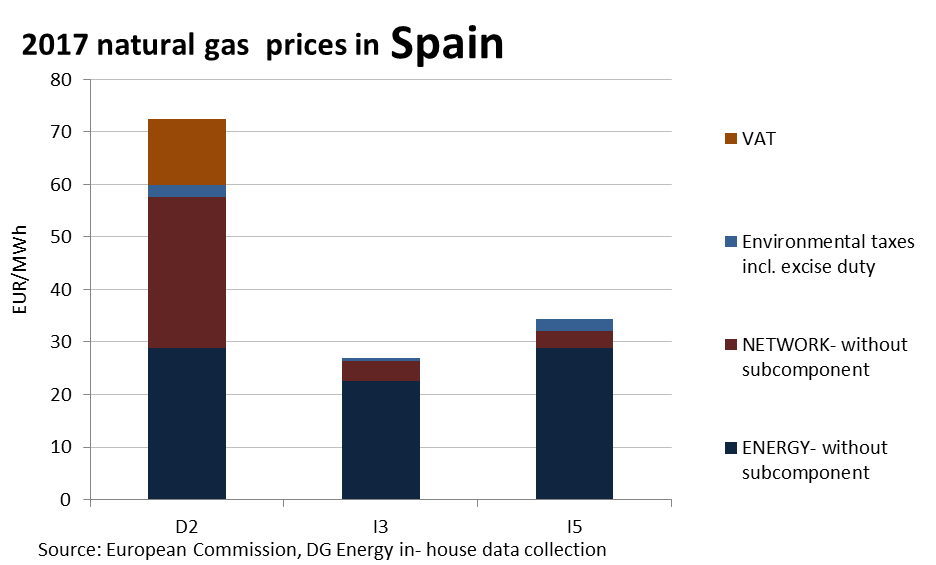 2017 natural gas  prices in Spain
80
70
60
50
40
30
20
10
0
EUR/MWh
D2
I3
I5
VAT
Environmental taxes
incl. excise duty
NETWORK- without
subcomponent
ENERGY- without
subcomponent
Source: European Commission, DG Energy in- house data collection